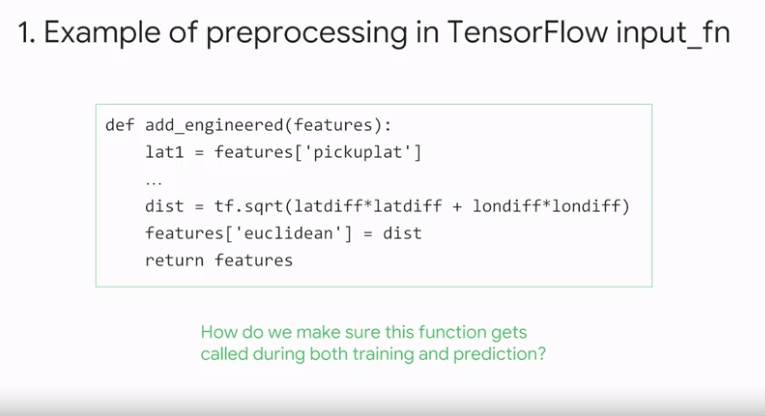 1. Example of preprocessing in TensorFlow input_fn
def add_engineered(features):
    lat1 = features['pickuplat']
    ...
    dist = tf.sqrt(latdiff*latdiff + londiff*londiff)
    features['euclidean'] = dist
    return features
How do we make sure this function gets
called during both training and prediction?